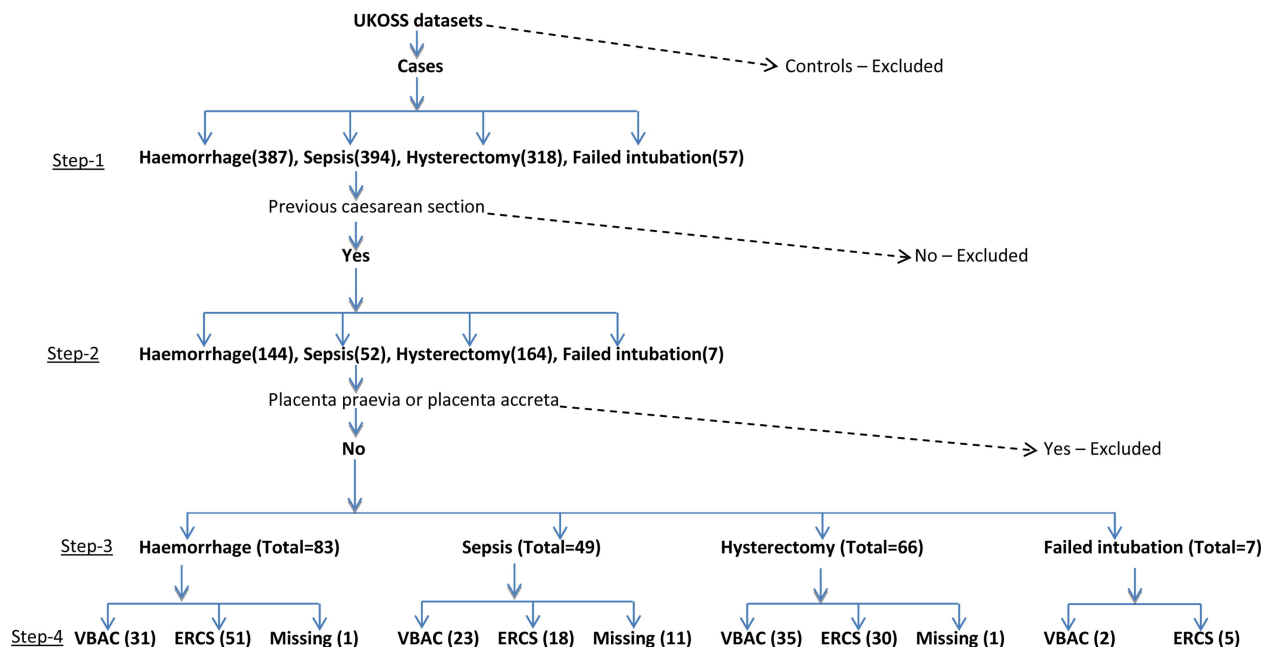 UKOSS datasets
Controls – Excluded
Cases
Step-1 Haemorrhage(387), Sepsis(394), Hysterectomy(318), Failed intubation(57)
Previous caesarean section
No – Excluded
Yes
Step-2 Haemorrhage(144), Sepsis(52), Hysterectomy(164), Failed intubation(7)
Placenta praevia or placenta accreta
Yes – Excluded
No
Step-3 Haemorrhage (Total=83) Sepsis (Total=49) Hysterectomy (Total=66) Failed intubation (Total=7)
Step-4 VBAC (31) ERCS (51) Missing (1) VBAC (23) ERCS (18) Missing (11) VBAC (35) ERCS (30) Missing (1) VBAC (2) ERCS (5)